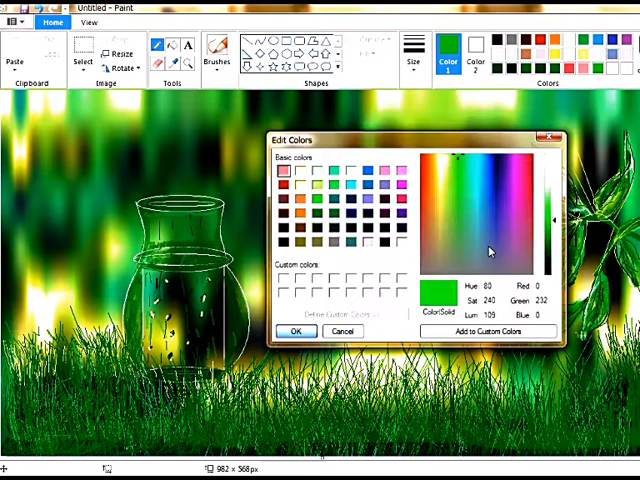 Untitled - Paint
Home View
Paste
Select
Resize
Rotate
Brushes
Size
Color 1
Color 2
Clipboard Image Tools Shapes Colors
Edit Colors
Basic colors:
Custom colors:
Define Custom Colors >>
OK Cancel
Color|Solid
Hue: 80 Red: 0
Sat: 240 Green: 232
Lum: 109 Blue: 0
Add to Custom Colors
982 × 568px